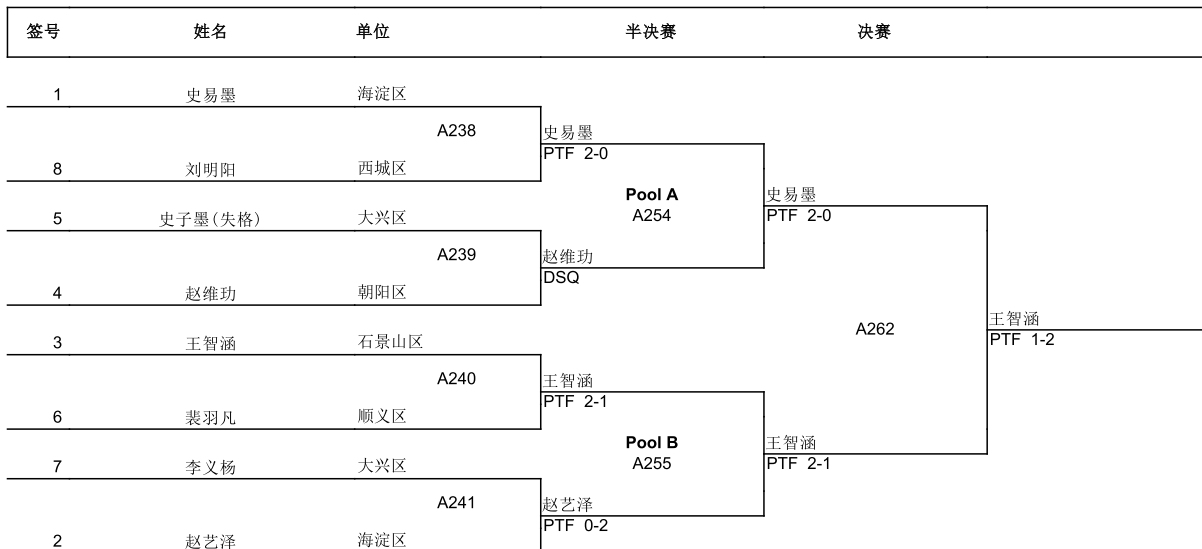 签号 姓名 单位 半决赛 决赛
1 史易墨 海淀区
A238 史易墨
PTF 2-0
8 刘明阳 西城区
Pool A 史易墨
5 史子墨(失格) 大兴区 A254 PTF 2-0
A239 赵维玏
DSQ
4 赵维玏 朝阳区
A262 王智涵
3 王智涵 石景山区 PTF 1-2
A240 王智涵
PTF 2-1
6 裴羽凡 顺义区
Pool B 王智涵
7 李义杨 大兴区 A255 PTF 2-1
A241 赵艺泽
PTF 0-2
2 赵艺泽 海淀区